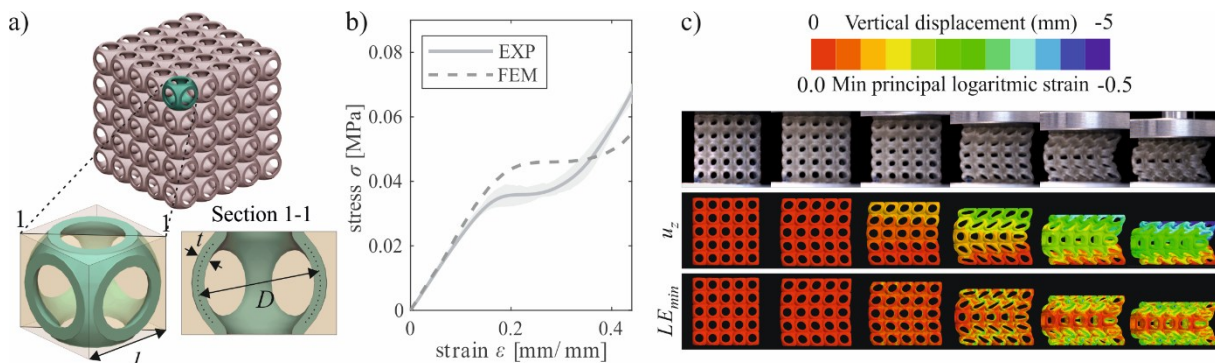 a)
1
1
Section 1-1
t
D
l
b)
0.08
0.06
0.04
0.02
0
0
0.2
0.4
stress σ [MPa]
strain ε [mm/mm]
EXP
FEM
c)
0 Vertical displacement (mm) -5
0.0 Min principal logaritmic strain -0.5
u_z
LE_min